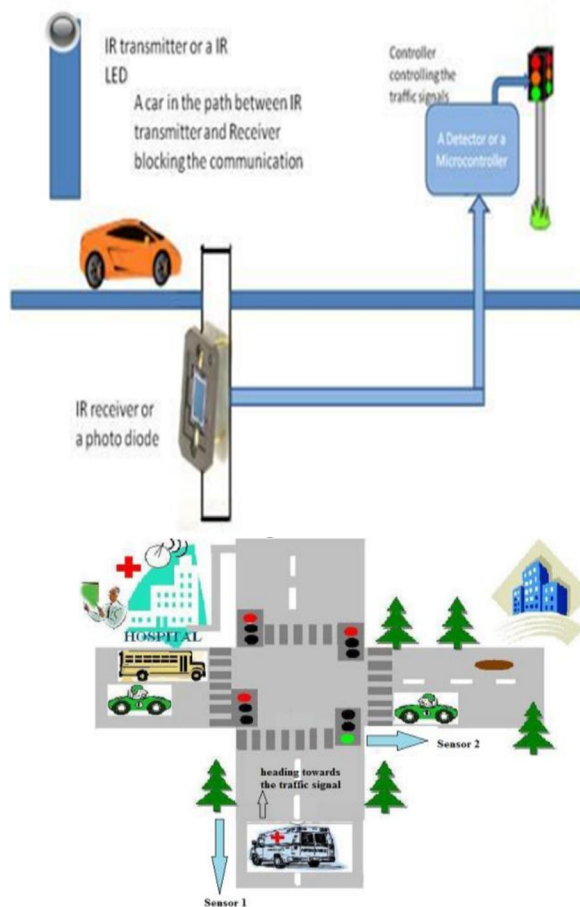 IR transmitter or a IR
LED
A car in the path between IR
transmitter and Receiver
blocking the communication
Controller
controlling the
traffic signals
A Detector or a
Microcontroller
IR receiver or
a photo diode
HOSPITAL
Sensor 2
heading towards
the traffic signal
Sensor 1